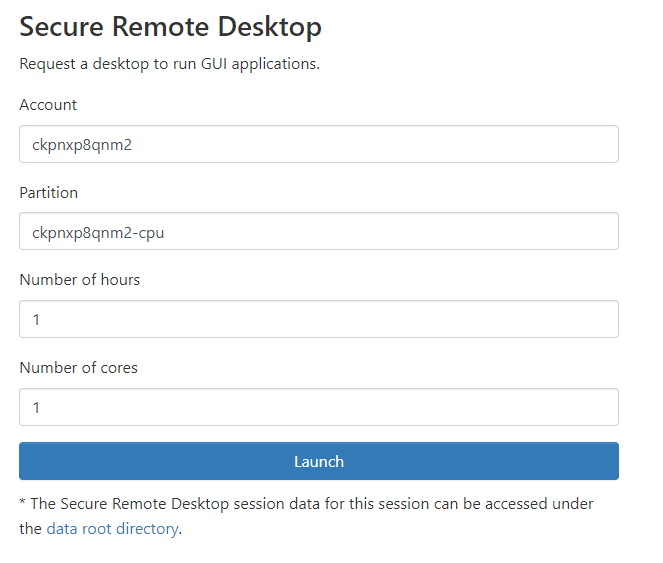 Secure Remote Desktop
Request a desktop to run GUI applications.
Account
ckpnxp8qnm2
Partition
ckpnxp8qnm2-cpu
Number of hours
1
Number of cores
1
Launch
* The Secure Remote Desktop session data for this session can be accessed under
the data root directory.